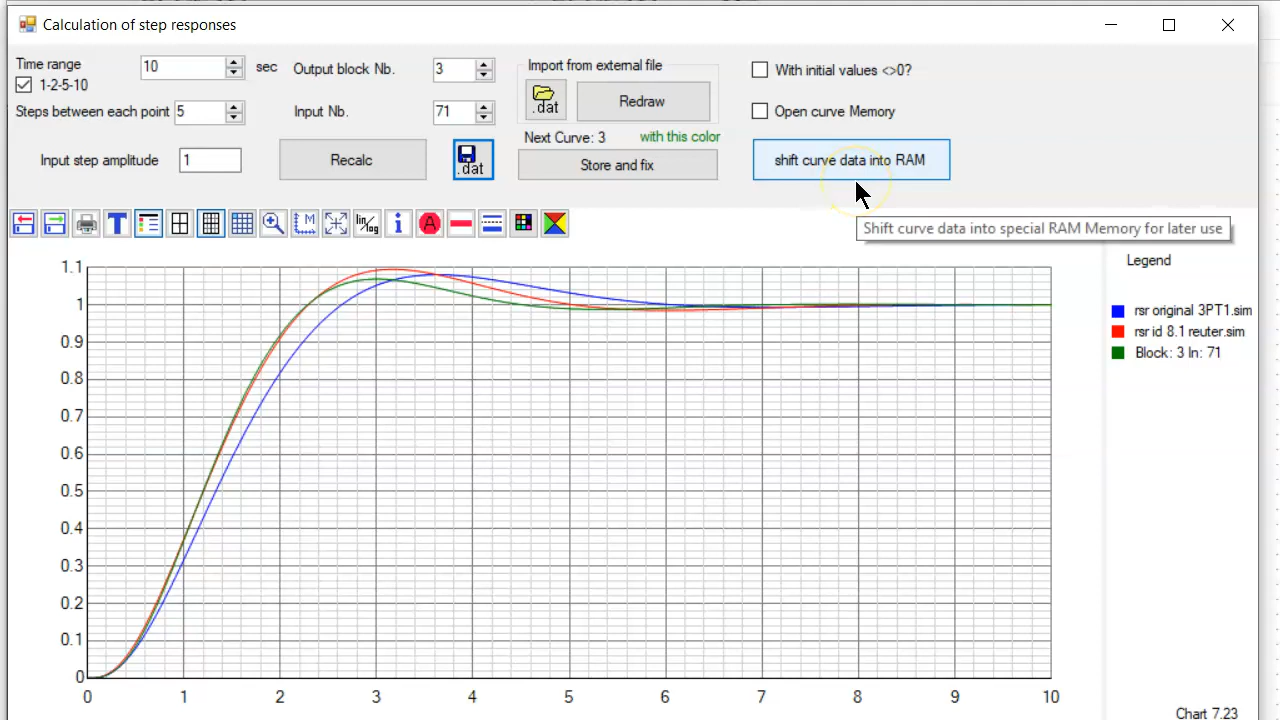 Calculation of step responses
Time range 10 sec
1-2-5-10
Steps between each point 5
Input step amplitude 1
Output block Nb. 3
Input Nb. 71
Recalc
.dat
Import from external file
.dat
Redraw
Next Curve: 3 with this color
Store and fix
With initial values <>0?
Open curve Memory
shift curve data into RAM
Shift curve data into special RAM Memory for later use
T M lin/log i A
Legend
rsr original 3PT1.sim
rsr id 8.1 reuter.sim
Block: 3 In: 71
1.1
1
0.9
0.8
0.7
0.6
0.5
0.4
0.3
0.2
0.1
0
0 1 2 3 4 5 6 7 8 9 10
Chart 7.23